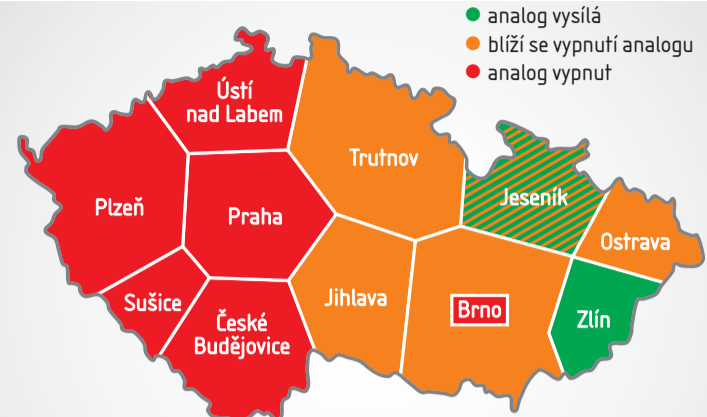 analog vysílá
blíží se vypnutí analogu
analog vypnut
Ústí
nad Labem
Trutnov
Jeseník
Plzeň
Praha
Ostrava
Sušice
České
Budějovice
Jihlava
Brno
Zlín